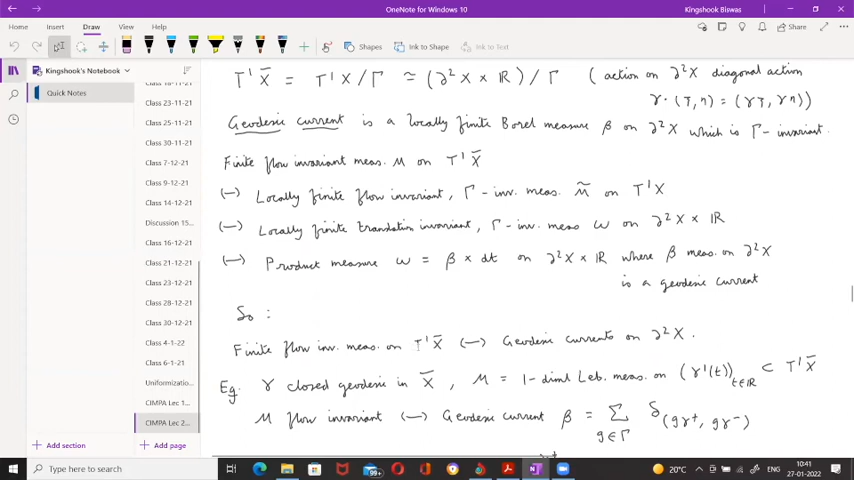 OneNote for Windows 10
Kingshook Biswas
Home
Insert
Draw
View
Help
Share
Shapes
Ink to Shape
Ink to Text
Kingshook's Notebook
Quick Notes
Class 23-11-21
Class 25-11-21
Class 30-11-21
Class 7-12-21
Class 9-12-21
Class 14-12-21
Discussion 15...
Class 16-12-21
Class 21-12-21
Class 23-12-21
Class 28-12-21
Class 30-12-21
Class 4-1-22
Class 6-1-21
Uniformizatio...
CIMPA Lec 1...
CIMPA Lec 2...
Add section
Add page
T¹X̄ = T¹X/Γ ≃ (∂²X × ℝ)/Γ (action on ∂²X diagonal action
γ·(ξ,η) = (γξ, γη))
Geodesic current is a locally finite Borel measure β on ∂²X which is Γ-invariant.
Finite flow invariant meas. μ on T¹X̄
⟷ Locally finite flow invariant, Γ-inv. meas. μ̃ on T¹X
⟷ Locally finite translation invariant, Γ-inv. meas ω on ∂²X × ℝ
⟷ Product measure ω = β × dt on ∂²X × ℝ where β meas. on ∂²X
is a geodesic current
So :
Finite flow inv. meas. on T¹X̄ ⟷ Geodesic currents on ∂²X.
Eg. γ closed geodesic in X̄, μ = 1-diml Leb. meas. on (γ'(t))_{t∈ℝ} ⊂ T¹X̄
μ flow invariant ⟷ Geodesic current β = Σ_{g∈Γ} δ_{(gγ⁺, gγ⁻)}
Type here to search
99+
20°C
10:41
27-01-2022